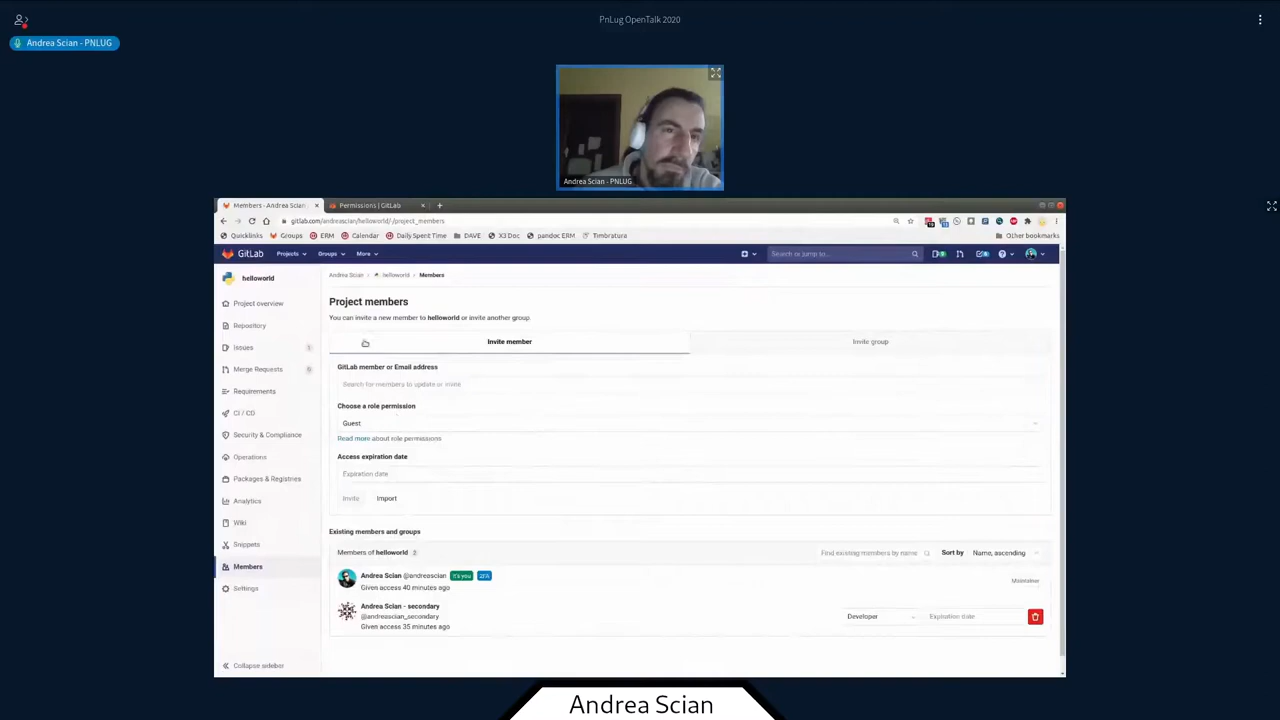 PnLug OpenTalk 2020
Andrea Scian - PNLUG
Andrea Scian - PNLUG
Members · Andrea Scian
Permissions | GitLab
gitlab.com/andreascian/helloworld/-/project_members
Quicklinks Groups ERM Calendar Daily Spent Time DAVE X3 Doc pandoc ERM Timbratura Other bookmarks
GitLab Projects Groups More Search or jump to...
helloworld
Project overview
Repository
Issues 1
Merge Requests 0
Requirements
CI / CD
Security & Compliance
Operations
Packages & Registries
Analytics
Wiki
Snippets
Members
Settings
Collapse sidebar
Andrea Scian helloworld Members
Project members
You can invite a new member to helloworld or invite another group.
Invite member Invite group
GitLab member or Email address
Search for members to update or invite
Choose a role permission
Guest
Read more about role permissions
Access expiration date
Expiration date
Invite Import
Existing members and groups
Members of helloworld 2 Find existing members by name Sort by Name, ascending
Andrea Scian @andreascian It's you 2FA
Given access 40 minutes ago
Maintainer
Andrea Scian - secondary
@andreascian_secondary
Given access 35 minutes ago
Developer Expiration date
Andrea Scian